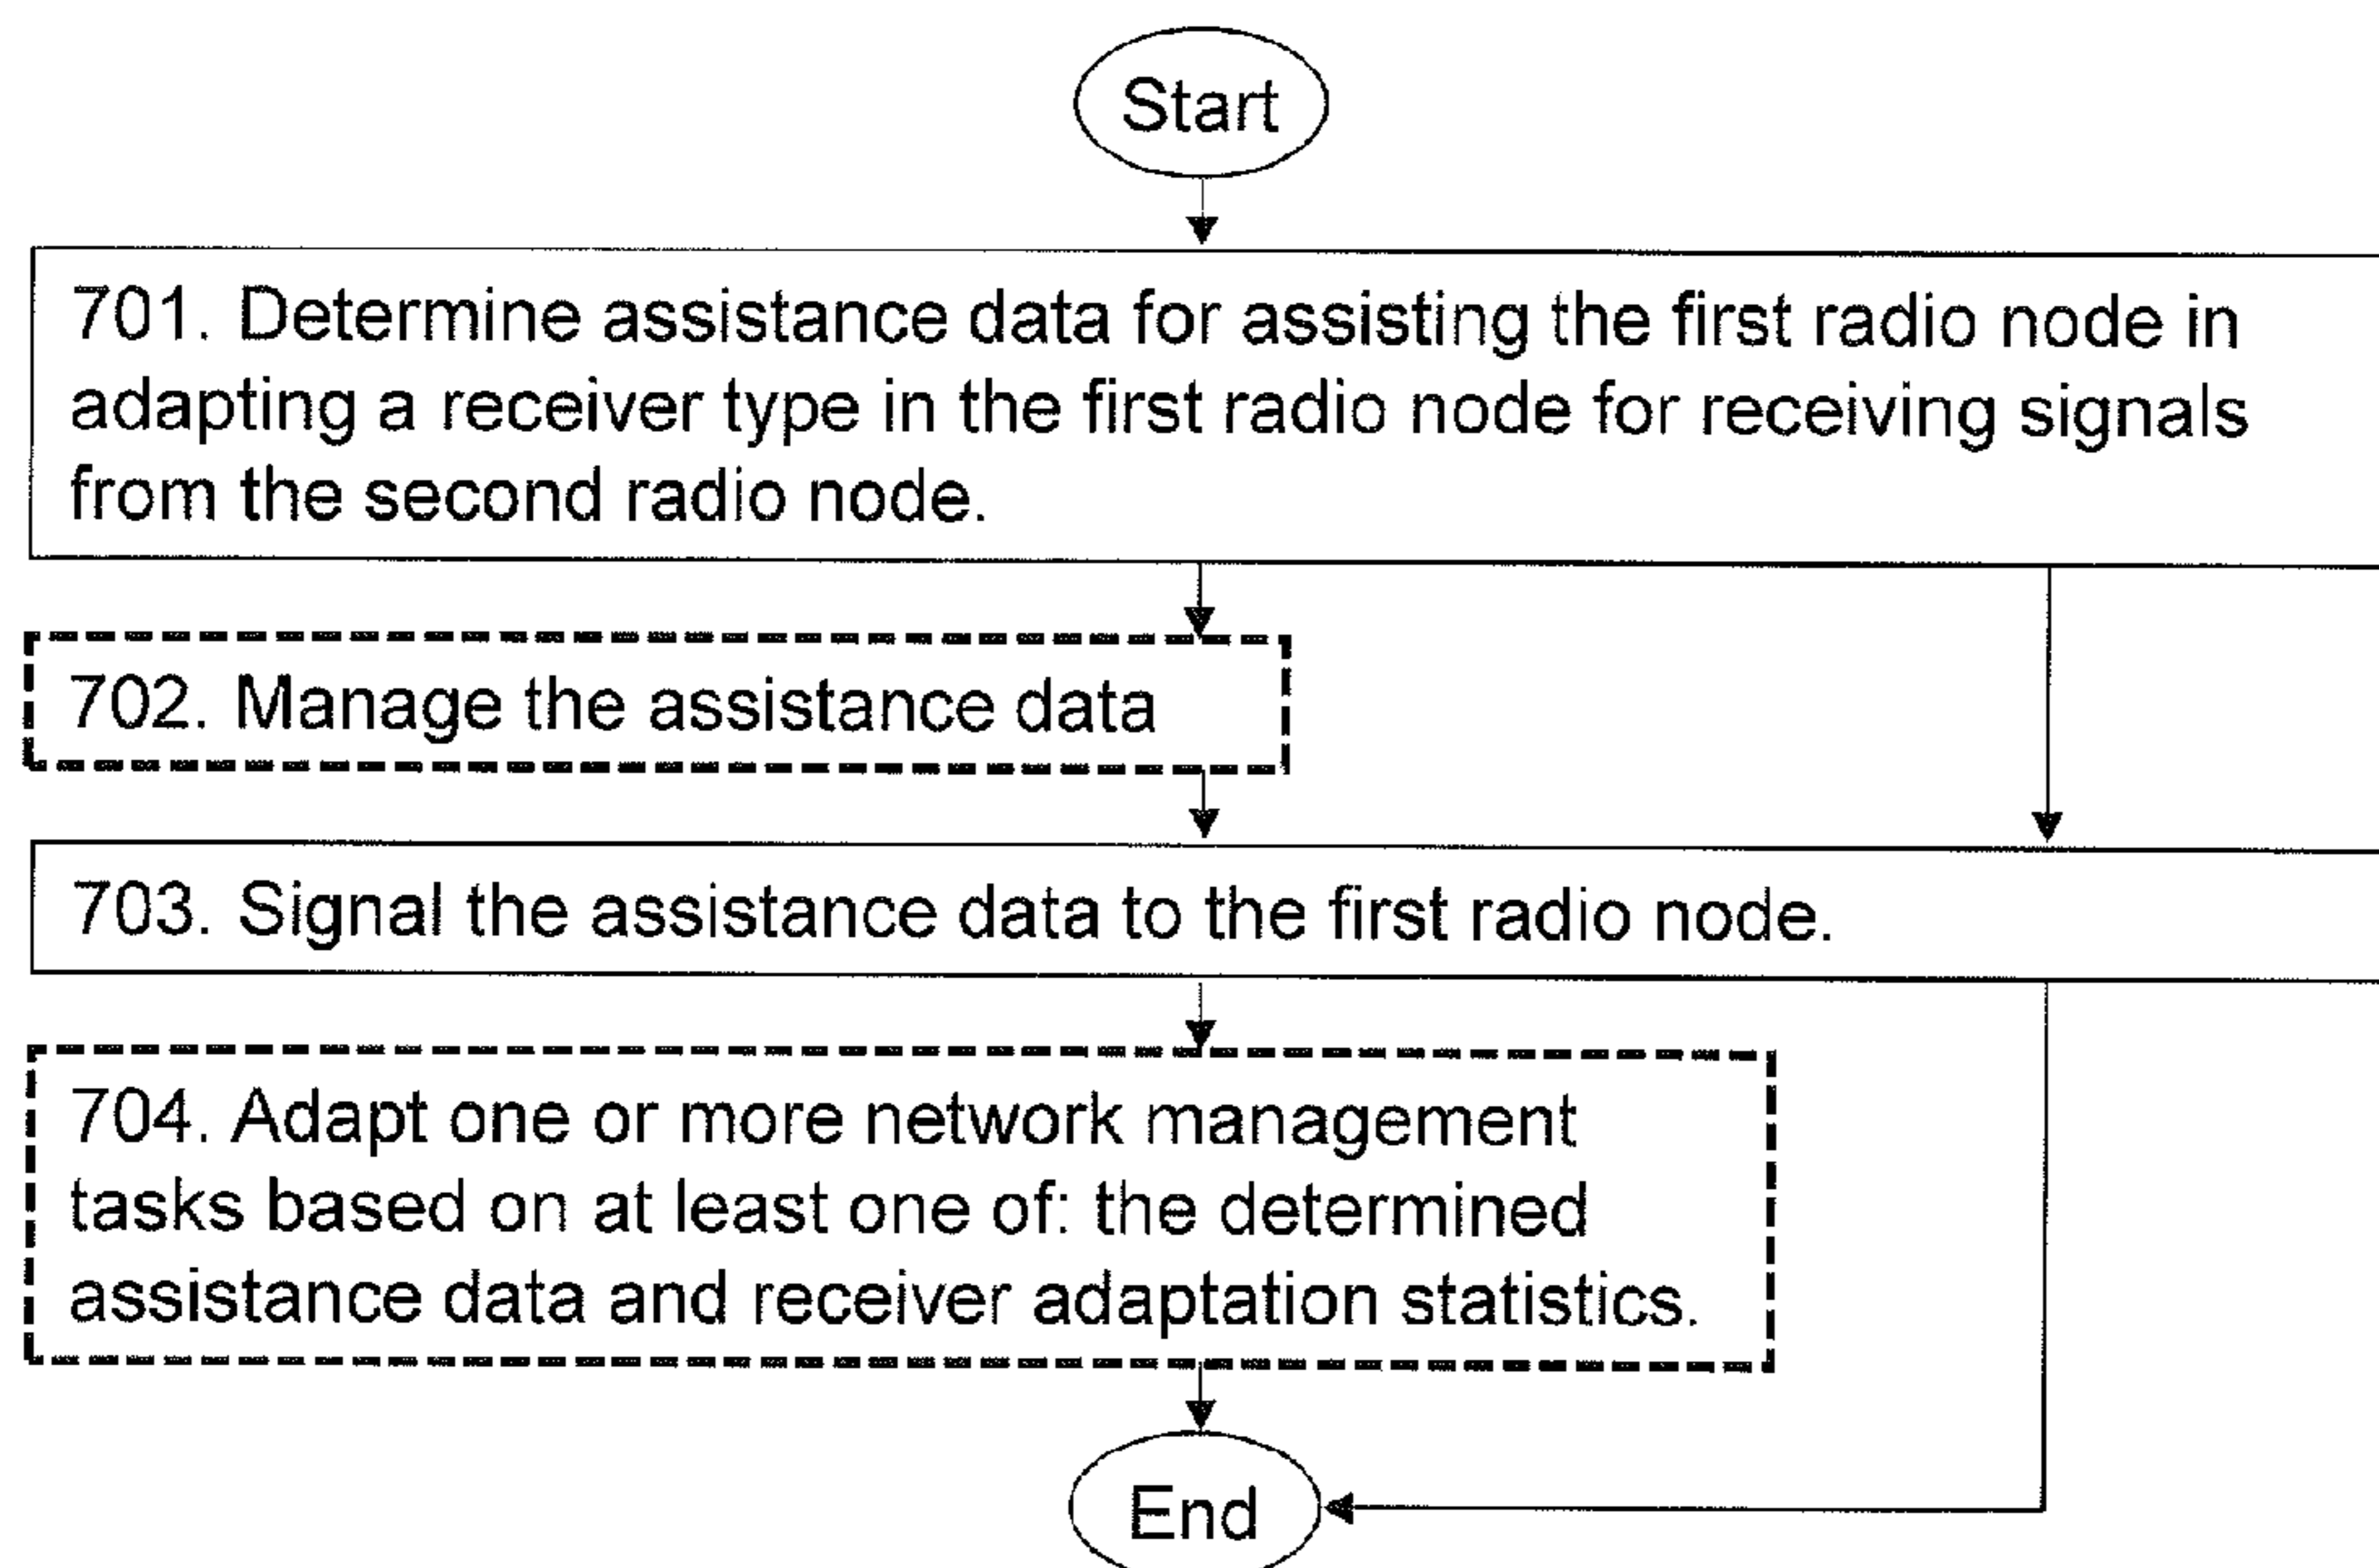 Start
701. Determine assistance data for assisting the first radio node in
adapting a receiver type in the first radio node for receiving signals
from the second radio node.
702. Manage the assistance data
703. Signal the assistance data to the first radio node.
704. Adapt one or more network management
tasks based on at least one of: the determined
assistance data and receiver adaptation statistics.
End